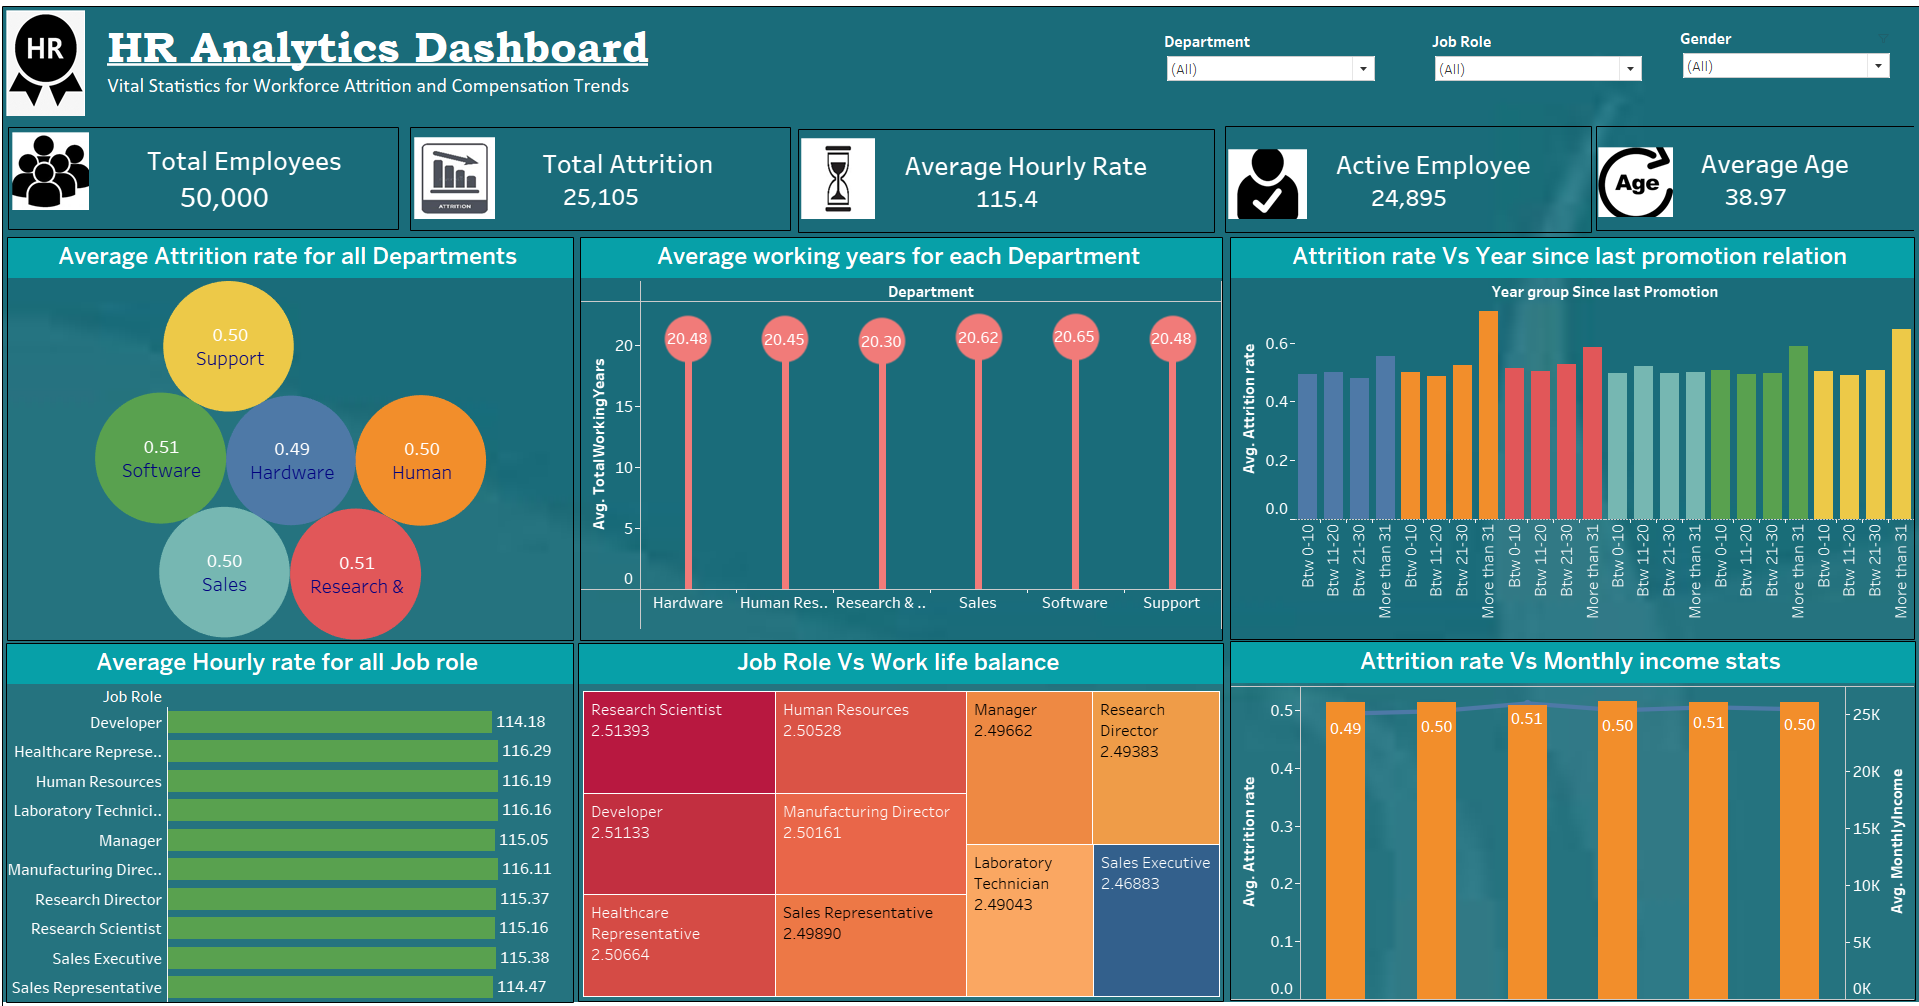 HR
HR Analytics Dashboard
Vital Statistics for Workforce Attrition and Compensation Trends
Department
(All)
Job Role
(All)
Gender
(All)
Total Employees
50,000
ATTRITION
Total Attrition
25,105
Average Hourly Rate
115.4
Active Employee
24,895
Age
Average Age
38.97
Average Attrition rate for all Departments
0.50
Support
0.51
Software
0.49
Hardware
0.50
Human
0.50
Sales
0.51
Research &
Average working years for each Department
Department
Avg. TotalWorkingYears
20
15
10
5
0
20.48
20.45
20.30
20.62
20.65
20.48
Hardware
Human Res..
Research & ..
Sales
Software
Support
Attrition rate Vs Year since last promotion relation
Year group Since last Promotion
Avg. Attrition rate
0.6
0.4
0.2
0.0
Btw 0-10
Btw 11-20
Btw 21-30
More than 31
Btw 0-10
Btw 11-20
Btw 21-30
More than 31
Btw 0-10
Btw 11-20
Btw 21-30
More than 31
Btw 0-10
Btw 11-20
Btw 21-30
More than 31
Btw 0-10
Btw 11-20
Btw 21-30
More than 31
Btw 0-10
Btw 11-20
Btw 21-30
More than 31
Average Hourly rate for all Job role
Job Role
Developer 114.18
Healthcare Represe.. 116.29
Human Resources 116.19
Laboratory Technici.. 116.16
Manager 115.05
Manufacturing Direc.. 116.11
Research Director 115.37
Research Scientist 115.16
Sales Executive 115.38
Sales Representative 114.47
Job Role Vs Work life balance
Research Scientist
2.51393
Developer
2.51133
Healthcare
Representative
2.50664
Human Resources
2.50528
Manufacturing Director
2.50161
Sales Representative
2.49890
Manager
2.49662
Research
Director
2.49383
Laboratory
Technician
2.49043
Sales Executive
2.46883
Attrition rate Vs Monthly income stats
Avg. Attrition rate
0.5
0.4
0.3
0.2
0.1
0.0
0.49
0.50
0.51
0.50
0.51
0.50
25K
20K
15K
10K
5K
0K
Avg. MonthlyIncome